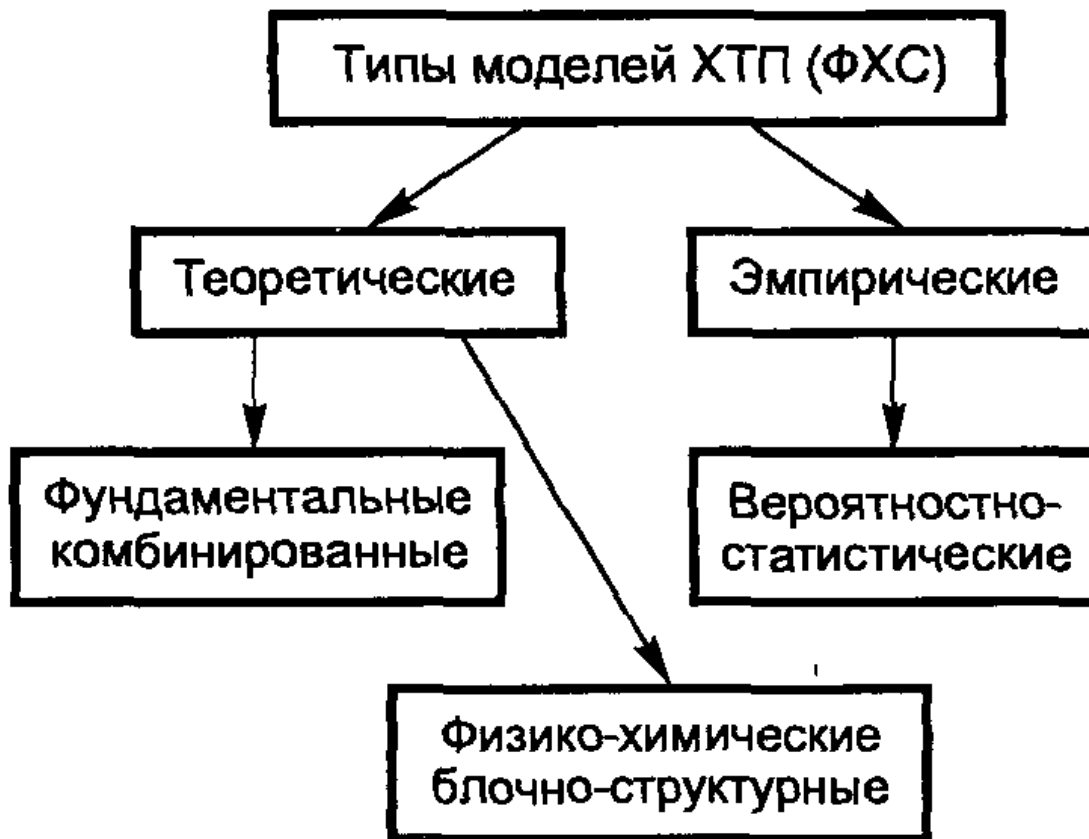 Типы моделей ХТП (ФХС)
Теоретические
Эмпирические
Фундаментальные
комбинированные
Вероятностно-
статистические
Физико-химические
блочно-структурные